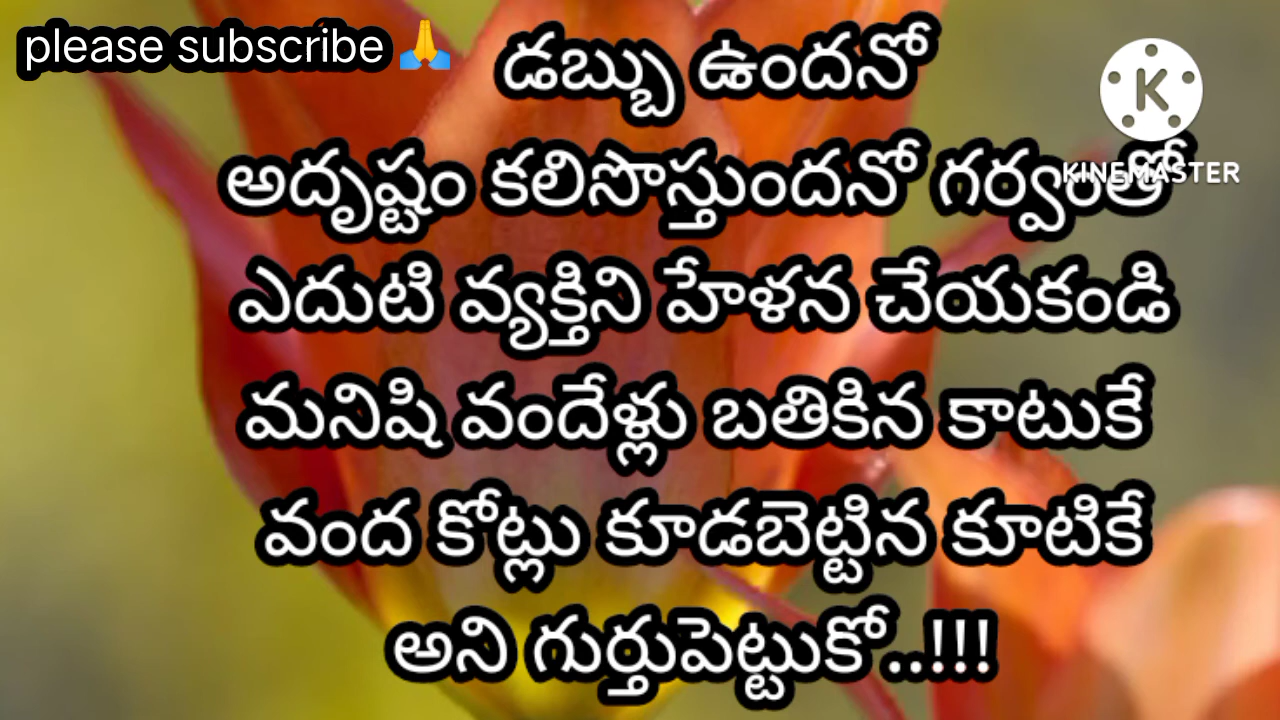 please subscribe 🙏
డబ్బు ఉందనో
అదృష్టం కలిసొస్తుందనో గర్వంతో
ఎదుటి వ్యక్తిని హేళన చేయకండి
మనిషి వందేళ్లు బతికిన కాటుకే
వంద కోట్లు కూడబెట్టిన కూటికే
అని గుర్తుపెట్టుకో..!!!
K
KINEMASTER